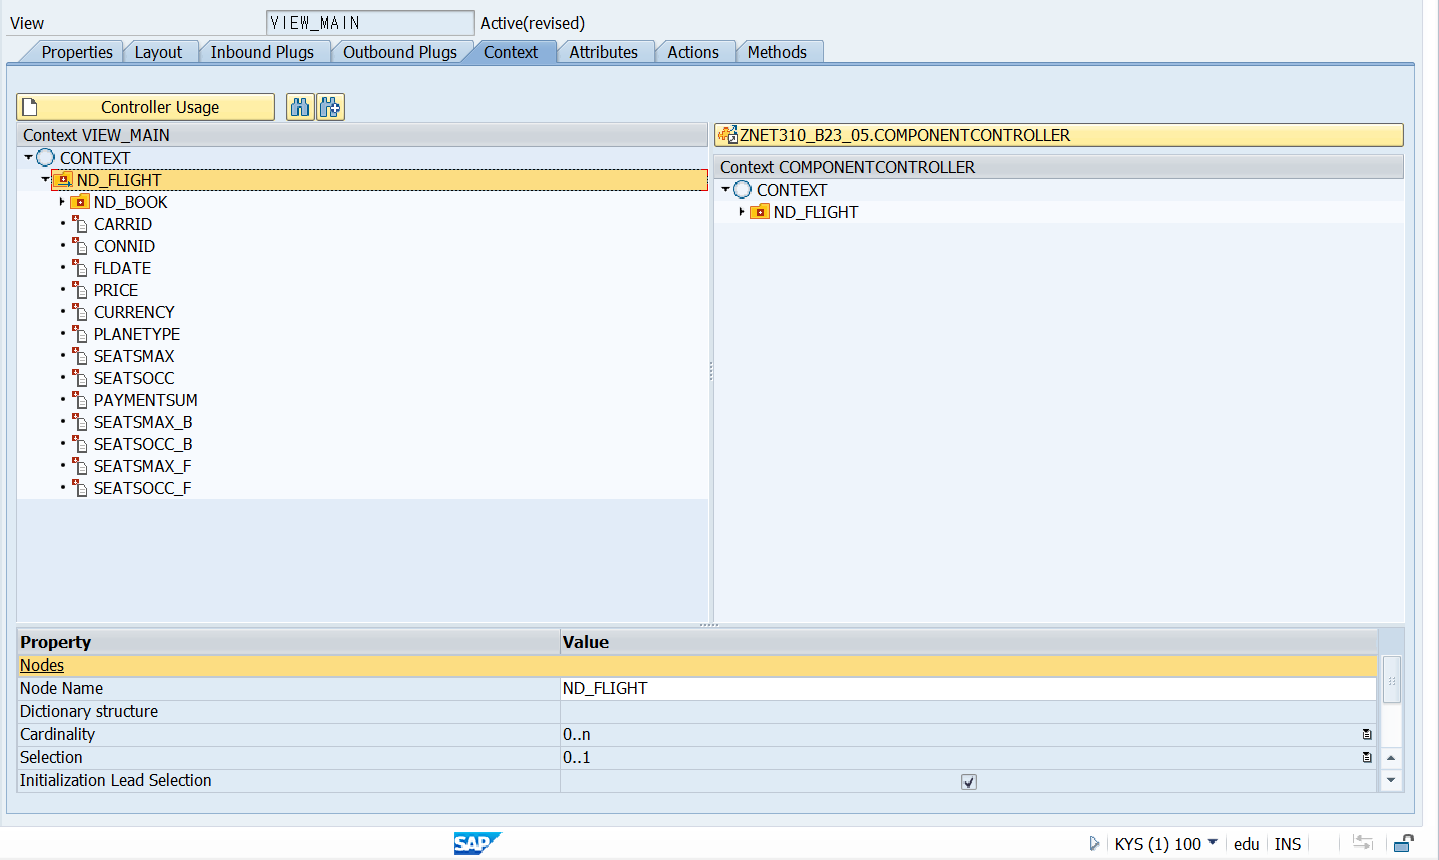 View VIEW_MAIN Active(revised)
Properties Layout Inbound Plugs Outbound Plugs Context Attributes Actions Methods
Controller Usage
Context VIEW_MAIN
CONTEXT
ND_FLIGHT
ND_BOOK
CARRID
CONNID
FLDATE
PRICE
CURRENCY
PLANETYPE
SEATSMAX
SEATSOCC
PAYMENTSUM
SEATSMAX_B
SEATSOCC_B
SEATSMAX_F
SEATSOCC_F
ZNET310_B23_05.COMPONENTCONTROLLER
Context COMPONENTCONTROLLER
CONTEXT
ND_FLIGHT
Property Value
Nodes
Node Name ND_FLIGHT
Dictionary structure
Cardinality 0..n
Selection 0..1
Initialization Lead Selection
SAP KYS (1) 100 edu INS